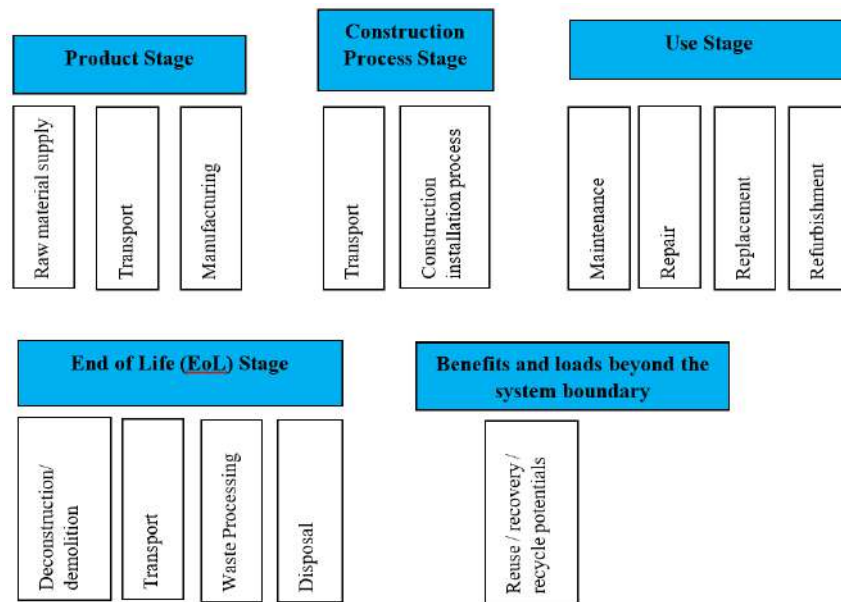 Product Stage
Construction
Process Stage
Use Stage
Raw material supply
Transport
Manufacturing
Transport
Construction
installation process
Maintenance
Repair
Replacement
Refurbishment
End of Life (EoL) Stage
Benefits and loads beyond the
system boundary
Deconstruction/
demolition
Transport
Waste Processing
Disposal
Reuse / recovery /
recycle potentials